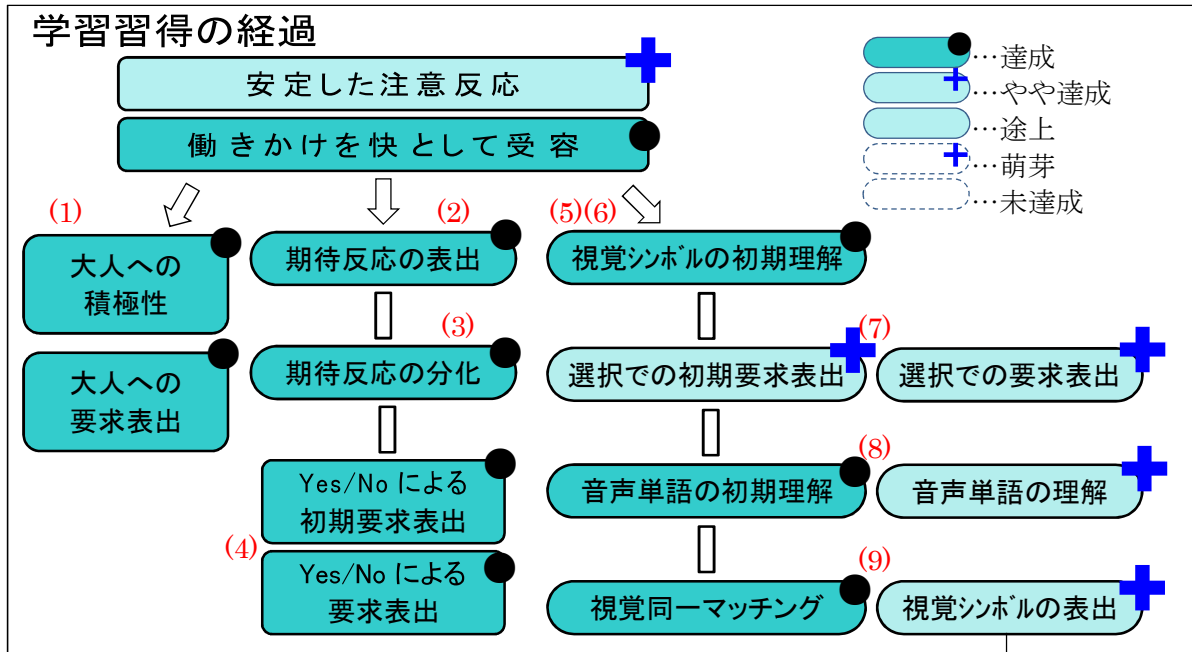 学習習得の経過
安定した注意反応
働きかけを快として受容
…達成
…やや達成
…途上
…萌芽
…未達成
(1)
大人への
積極性
大人への
要求表出
(2)
期待反応の表出
(3)
期待反応の分化
Yes/No による
初期要求表出
(4)
Yes/No による
要求表出
(5)(6)
視覚シンボルの初期理解
選択での初期要求表出
(7)
選択での要求表出
音声単語の初期理解
(8)
音声単語の理解
視覚同一マッチング
(9)
視覚シンボルの表出